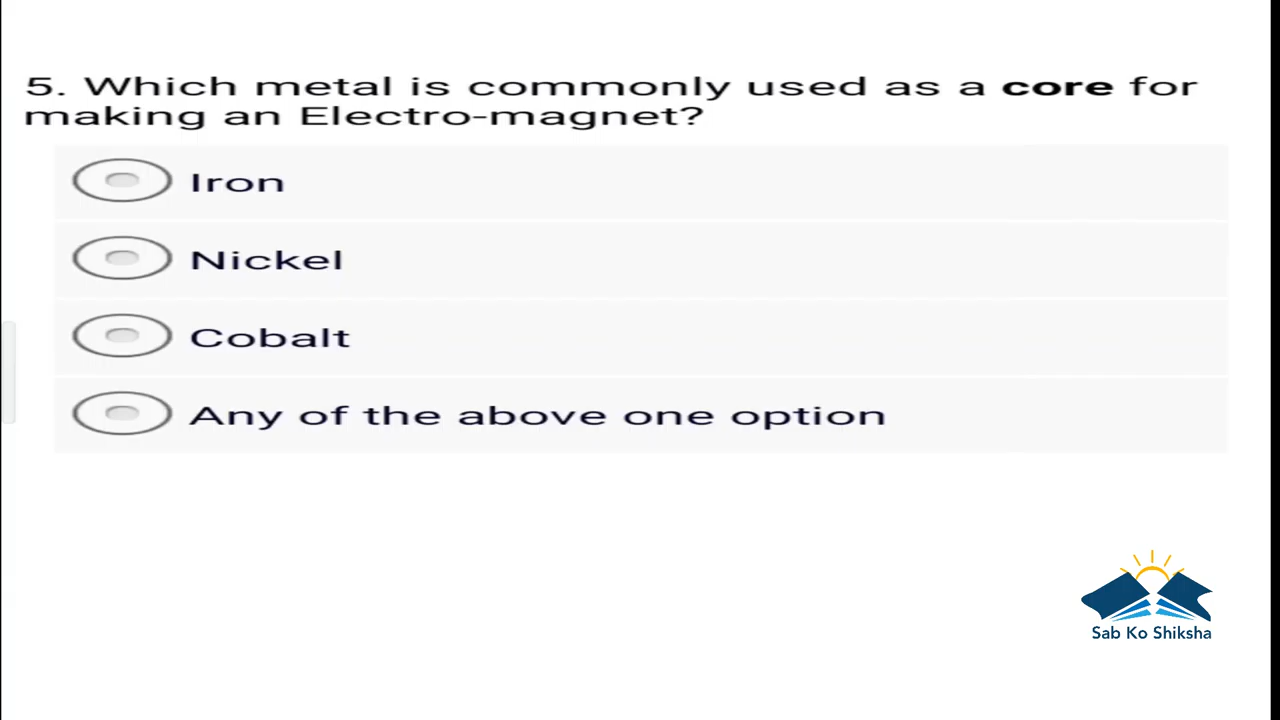 5. Which metal is commonly used as a core for
making an Electro-magnet?
Iron
Nickel
Cobalt
Any of the above one option
Sab Ko Shiksha